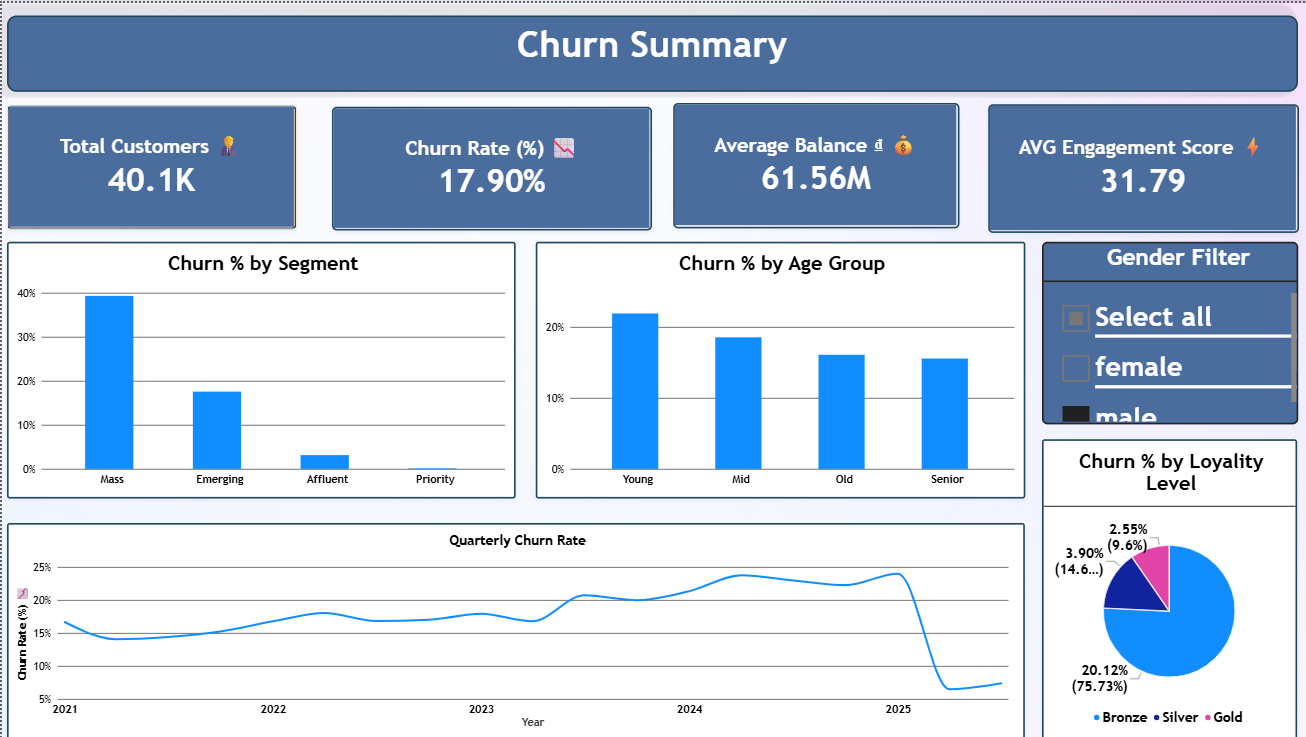 Churn Summary
Total Customers 🤵
40.1K
Churn Rate (%) 📉
17.90%
Average Balance ₫ 💰
61.56M
AVG Engagement Score ⚡
31.79
Churn % by Segment
40%
30%
20%
10%
0%
Mass Emerging Affluent Priority
Churn % by Age Group
20%
10%
0%
Young Mid Old Senior
Gender Filter
Select all
female
male
Churn % by Loyality
Level
2.55%
(9.6%)
3.90%
(14.6...)
20.12%
(75.73%)
Bronze Silver Gold
Quarterly Churn Rate
Churn Rate (%) 📈
25%
20%
15%
10%
5%
2021 2022 2023 2024 2025
Year